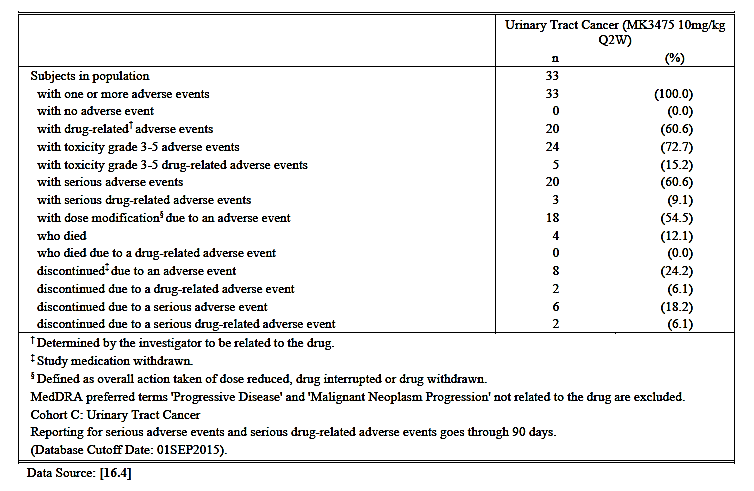 Urinary Tract Cancer (MK3475 10mg/kg
Q2W)
n (%)
Subjects in population 33
with one or more adverse events 33 (100.0)
with no adverse event 0 (0.0)
with drug-related† adverse events 20 (60.6)
with toxicity grade 3-5 adverse events 24 (72.7)
with toxicity grade 3-5 drug-related adverse events 5 (15.2)
with serious adverse events 20 (60.6)
with serious drug-related adverse events 3 (9.1)
with dose modification§ due to an adverse event 18 (54.5)
who died 4 (12.1)
who died due to a drug-related adverse event 0 (0.0)
discontinued‡ due to an adverse event 8 (24.2)
discontinued due to a drug-related adverse event 2 (6.1)
discontinued due to a serious adverse event 6 (18.2)
discontinued due to a serious drug-related adverse event 2 (6.1)
† Determined by the investigator to be related to the drug.
‡ Study medication withdrawn.
§ Defined as overall action taken of dose reduced, drug interrupted or drug withdrawn.
MedDRA preferred terms 'Progressive Disease' and 'Malignant Neoplasm Progression' not related to the drug are excluded.
Cohort C: Urinary Tract Cancer
Reporting for serious adverse events and serious drug-related adverse events goes through 90 days.
(Database Cutoff Date: 01SEP2015).
Data Source: [16.4]